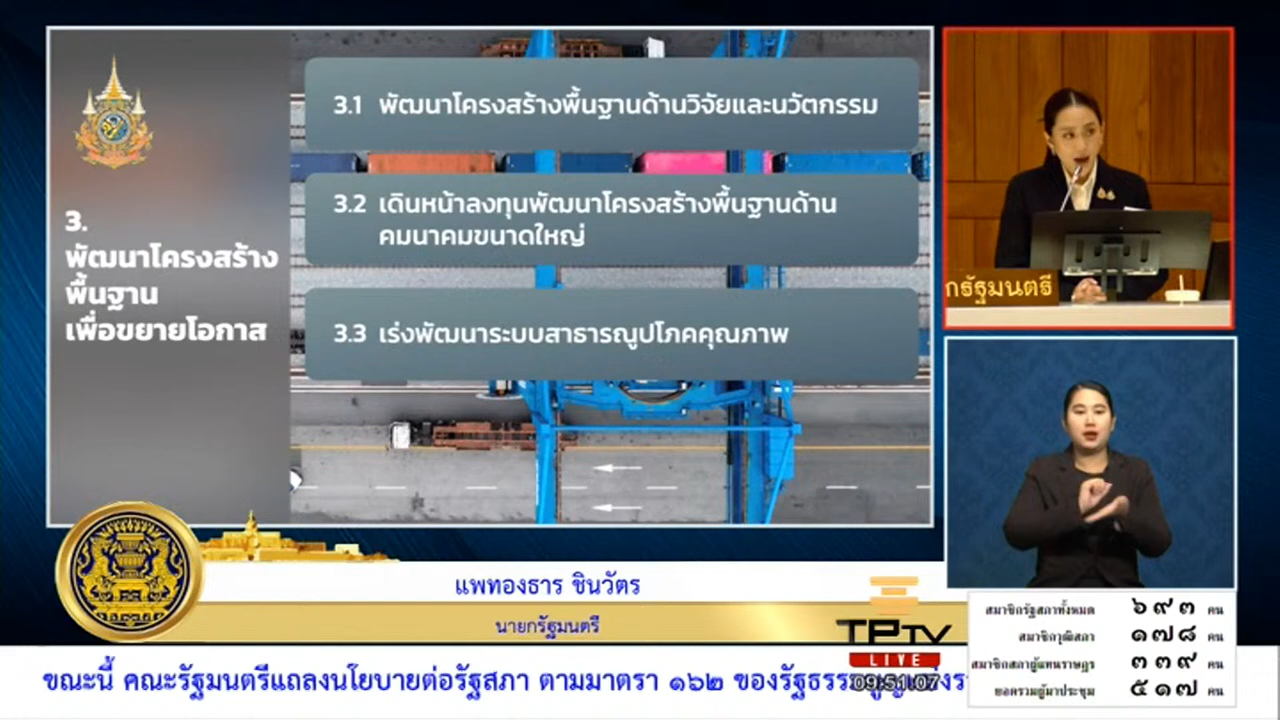 3.
พัฒนาโครงสร้าง
พื้นฐาน
เพื่อขยายโอกาส
3.1 พัฒนาโครงสร้างพื้นฐานด้านวิจัยและนวัตกรรม
3.2 เดินหน้าลงทุนพัฒนาโครงสร้างพื้นฐานด้าน
คมนาคมขนาดใหญ่
3.3 เร่งพัฒนาระบบสาธารณูปโภคคุณภาพ
กรัฐมนตรี
แพทองธาร ชินวัตร
นายกรัฐมนตรี
TPTV
LIVE
09:51:07
สมาชิกรัฐสภาทั้งหมด ๖๙๓ คน
สมาชิกวุฒิสภา ๑๗๘ คน
สมาชิกสภาผู้แทนราษฎร ๓๓๙ คน
ยอดรวมผู้มาประชุม ๕๑๗ คน
ขณะนี้ คณะรัฐมนตรีแถลงนโยบายต่อรัฐสภา ตามมาตรา ๑๖๒ ของรัฐธรรม